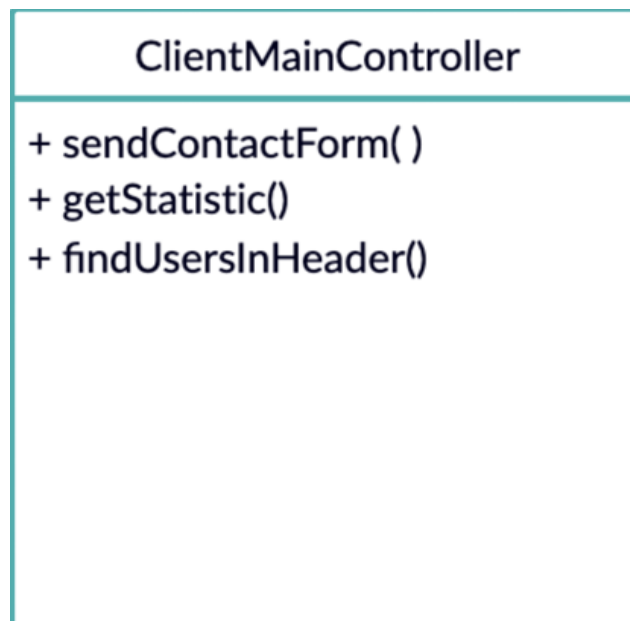 ClientMainController
+ sendContactForm( )
+ getStatistic()
+ findUsersInHeader()